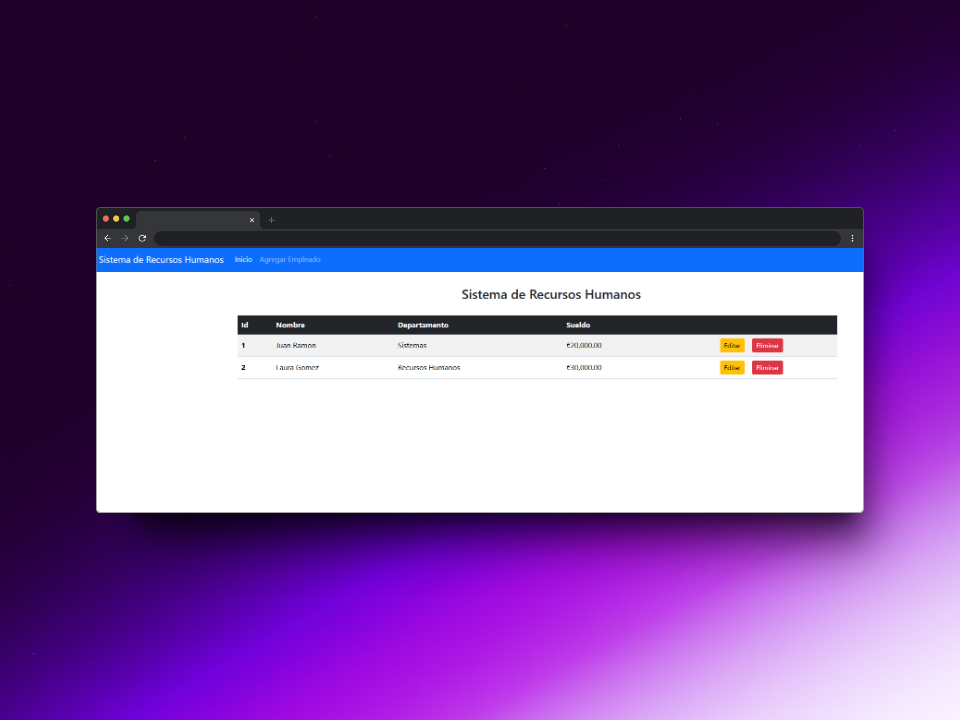 Sistema de Recursos Humanos Inicio Agregar Empleado
Sistema de Recursos Humanos
Id Nombre Departamento Sueldo
1 Juan Ramon Sistemas €20,000.00 Editar Eliminar
2 Laura Gomez Recursos Humanos €30,000.00 Editar Eliminar